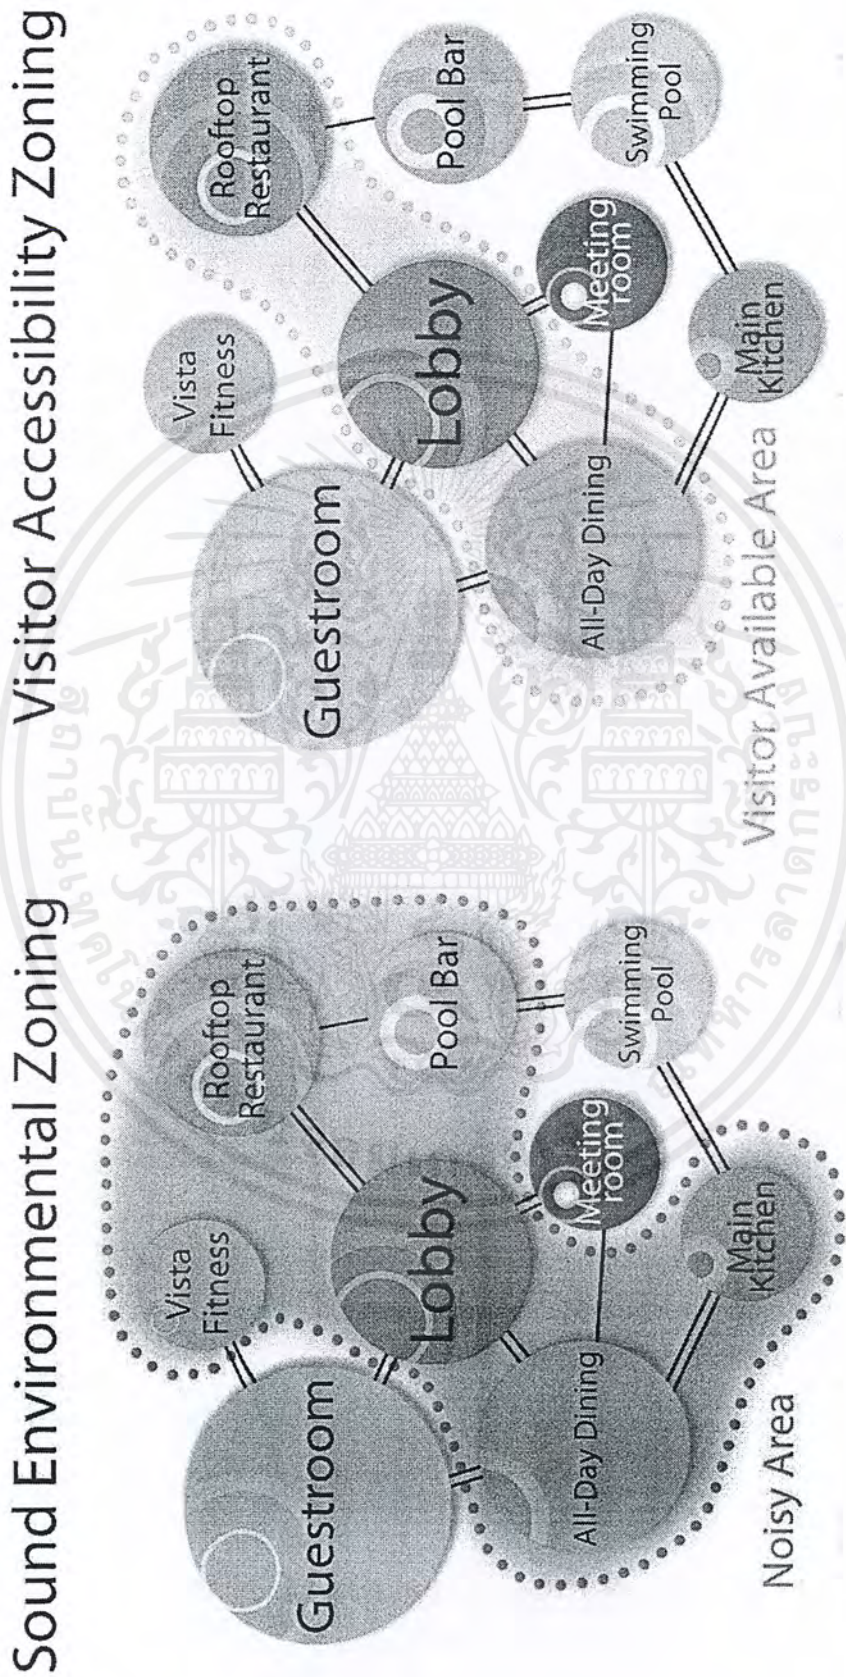 Sound Environmental Zoning
Vista
Fitness
Rooftop
Restaurant
Guestroom
Lobby
Pool Bar
Meeting
room
All-Day Dining
Swimming
Pool
Main
Kitchen
Noisy Area
Visitor Accessibility Zoning
Vista
Fitness
Rooftop
Restaurant
Guestroom
Lobby
Pool Bar
Meeting
room
All-Day Dining
Swimming
Pool
Main
Kitchen
Visitor Available Area